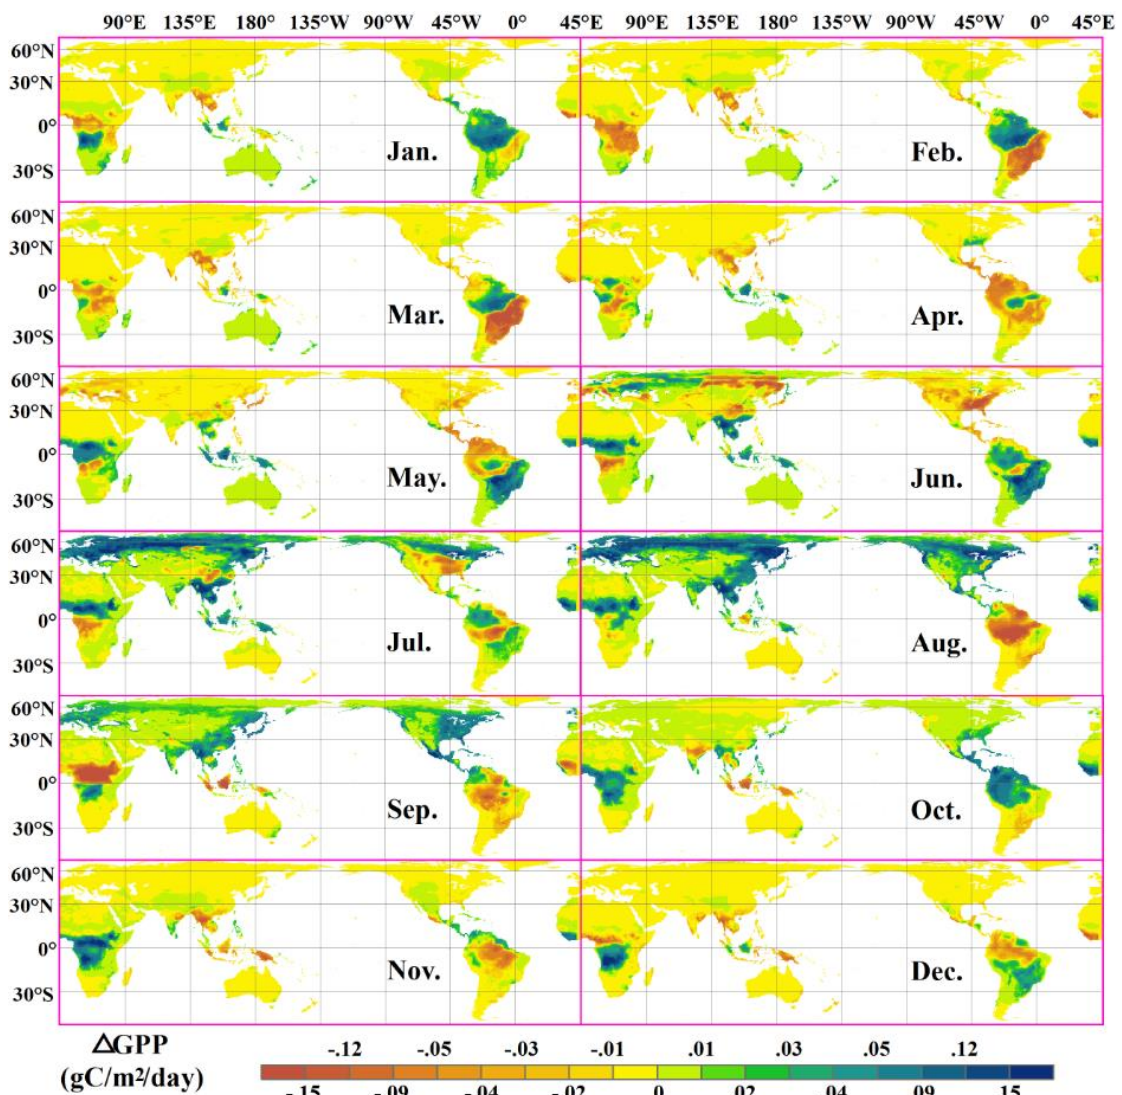 90°E 135°E 180° 135°W 90°W 45°W 0° 45°E 90°E 135°E 180° 135°W 90°W 45°W 0° 45°E
60°N
30°N
0°
30°S
Jan. Feb.
60°N
30°N
0°
30°S
Mar. Apr.
60°N
30°N
0°
30°S
May. Jun.
60°N
30°N
0°
30°S
Jul. Aug.
60°N
30°N
0°
30°S
Sep. Oct.
60°N
30°N
0°
30°S
Nov. Dec.
△GPP
(gC/m²/day)
-.12 -.05 -.03 -.01 .01 .03 .05 .12
-.15 -.09 -.04 -.02 0 .02 .04 .09 .15